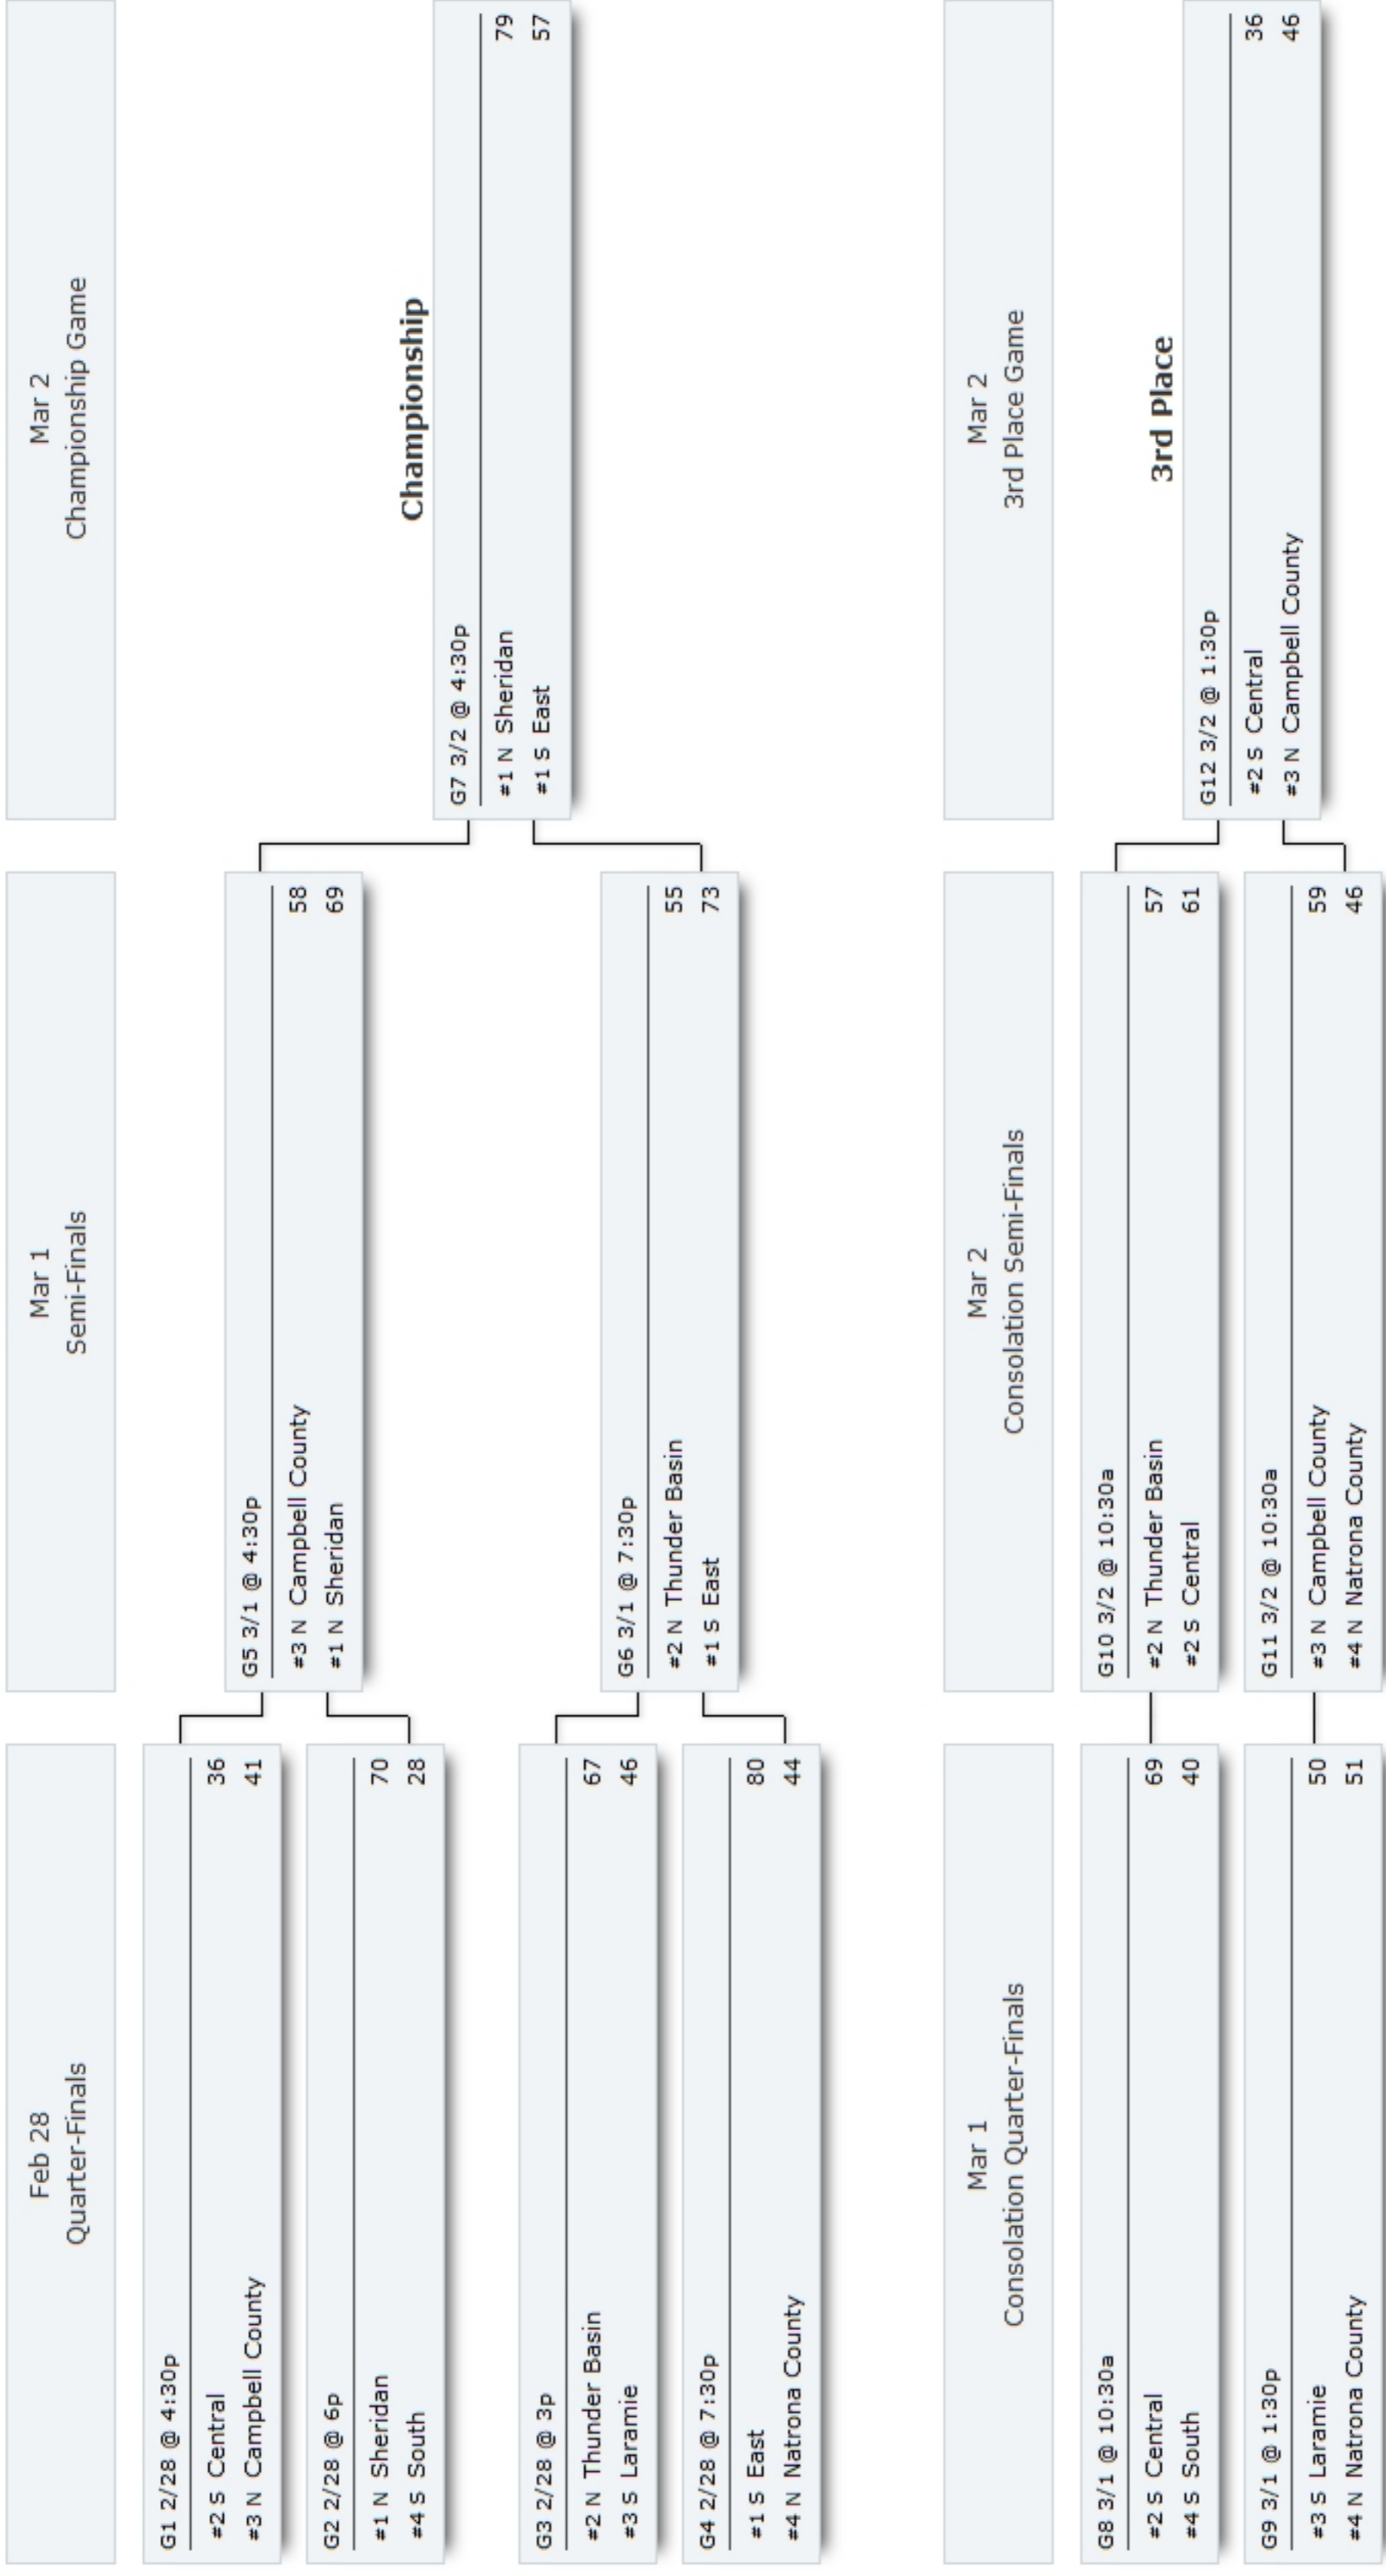 Feb 28
Quarter-Finals
Mar 1
Semi-Finals
Mar 2
Championship Game
G1 2/28 @ 4:30p
#2 S Central 36
#3 N Campbell County 41
G2 2/28 @ 6p
#1 N Sheridan 70
#4 S South 28
G3 2/28 @ 3p
#2 N Thunder Basin 67
#3 S Laramie 46
G4 2/28 @ 7:30p
#1 S East 80
#4 N Natrona County 44
G5 3/1 @ 4:30p
#3 N Campbell County 58
#1 N Sheridan 69
G6 3/1 @ 7:30p
#2 N Thunder Basin 55
#1 S East 73
Championship
G7 3/2 @ 4:30p
#1 N Sheridan 79
#1 S East 57
Mar 1
Consolation Quarter-Finals
Mar 2
Consolation Semi-Finals
Mar 2
3rd Place Game
G8 3/1 @ 10:30a
#2 S Central 69
#4 S South 40
G9 3/1 @ 1:30p
#3 S Laramie 50
#4 N Natrona County 51
G10 3/2 @ 10:30a
#2 N Thunder Basin 57
#2 S Central 61
G11 3/2 @ 10:30a
#3 N Campbell County 59
#4 N Natrona County 46
3rd Place
G12 3/2 @ 1:30p
#2 S Central 36
#3 N Campbell County 46